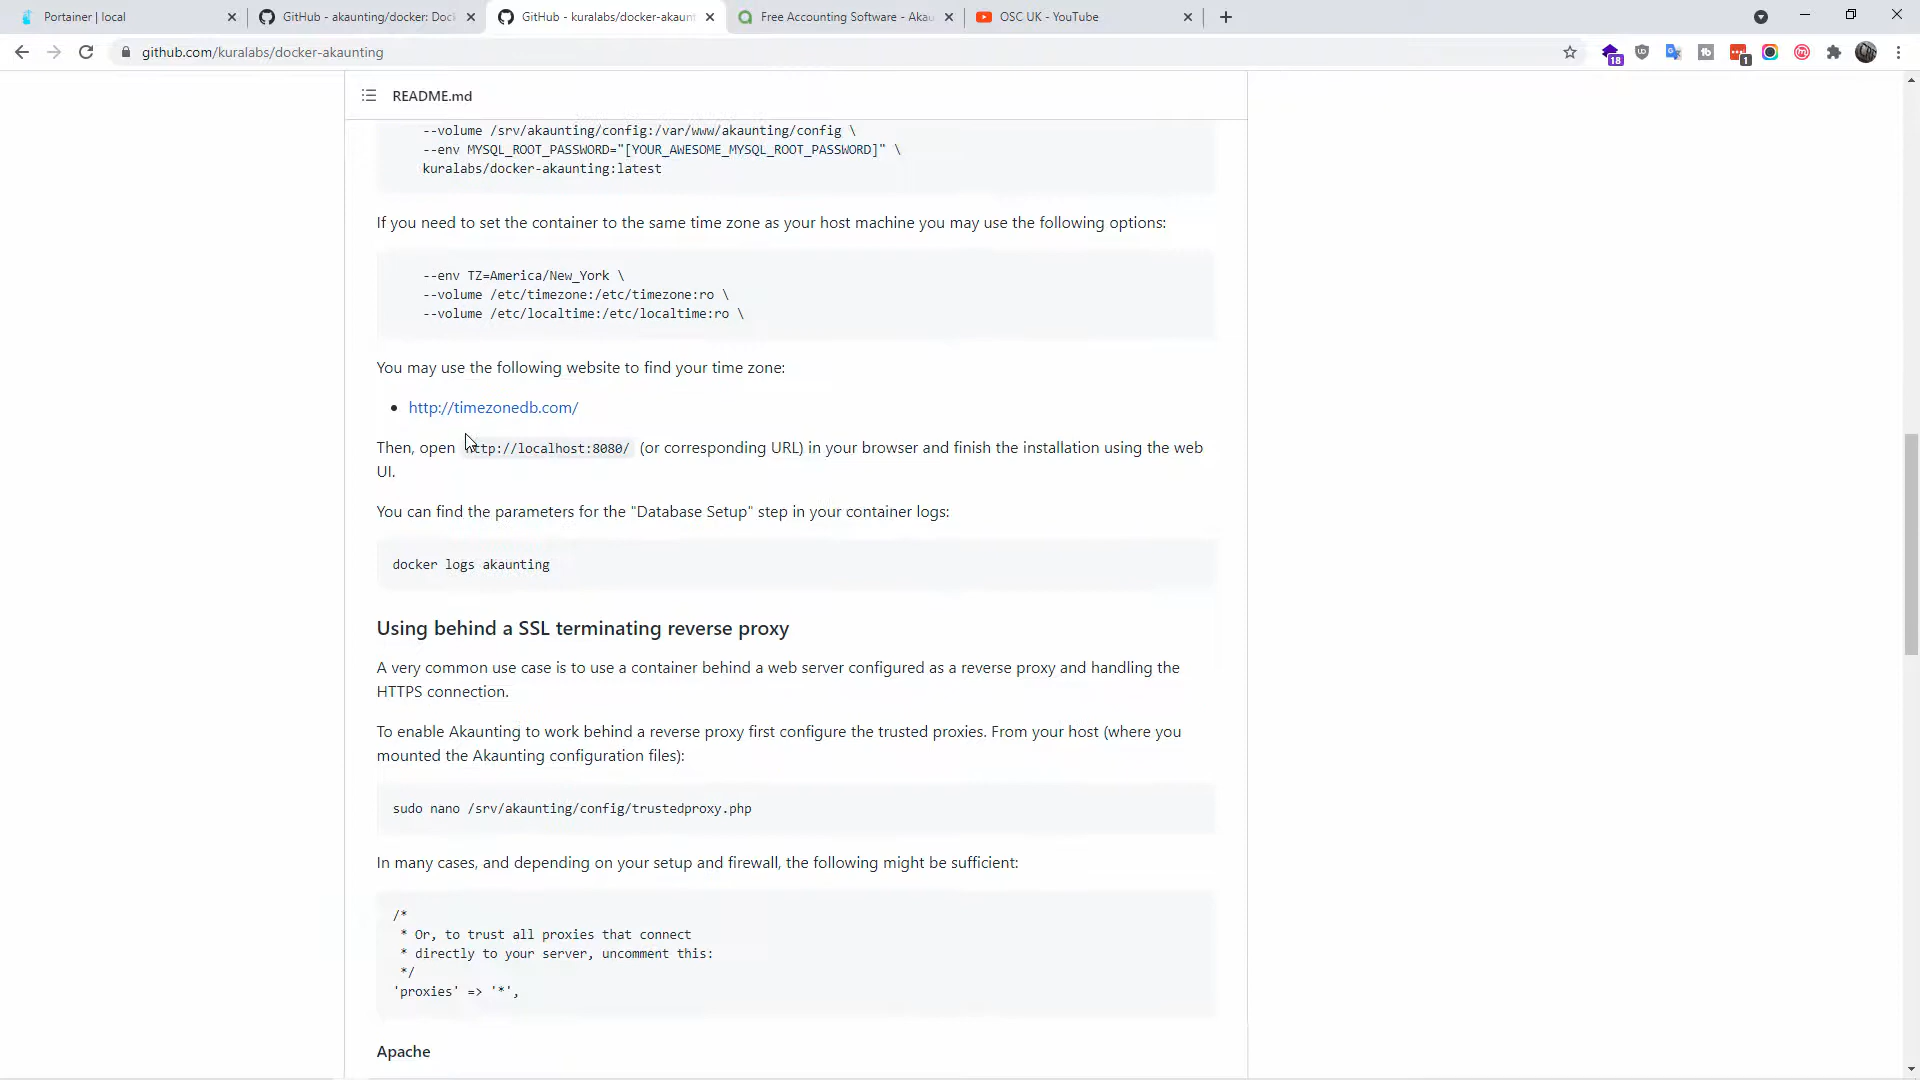 Portainer | local
GitHub - akaunting/docker: Doc
GitHub - kuralabs/docker-akaunt
Free Accounting Software - Akau
OSC UK - YouTube
github.com/kuralabs/docker-akaunting
18
1
README.md
--volume /srv/akaunting/config:/var/www/akaunting/config \
--env MYSQL_ROOT_PASSWORD="[YOUR_AWESOME_MYSQL_ROOT_PASSWORD]" \
kuralabs/docker-akaunting:latest
If you need to set the container to the same time zone as your host machine you may use the following options:
--env TZ=America/New_York \
--volume /etc/timezone:/etc/timezone:ro \
--volume /etc/localtime:/etc/localtime:ro \
You may use the following website to find your time zone:
• http://timezonedb.com/
Then, open http://localhost:8080/ (or corresponding URL) in your browser and finish the installation using the web
UI.
You can find the parameters for the "Database Setup" step in your container logs:
docker logs akaunting
Using behind a SSL terminating reverse proxy
A very common use case is to use a container behind a web server configured as a reverse proxy and handling the
HTTPS connection.
To enable Akaunting to work behind a reverse proxy first configure the trusted proxies. From your host (where you
mounted the Akaunting configuration files):
sudo nano /srv/akaunting/config/trustedproxy.php
In many cases, and depending on your setup and firewall, the following might be sufficient:
/*
* Or, to trust all proxies that connect
* directly to your server, uncomment this:
*/
'proxies' => '*',
Apache